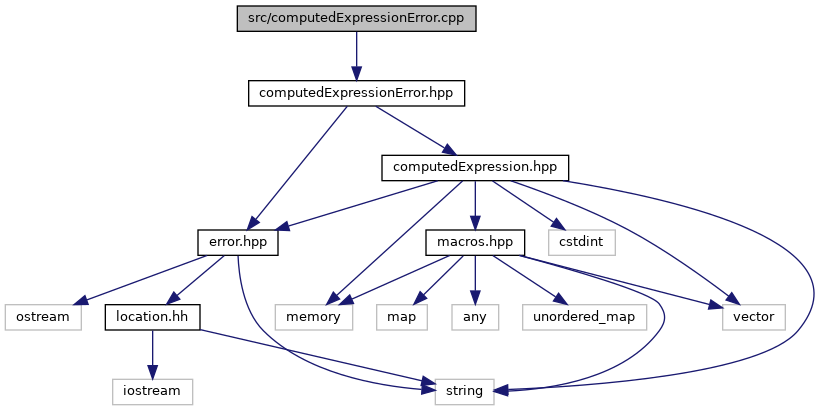 src/computedExpressionError.cpp
computedExpressionError.hpp
computedExpression.hpp
error.hpp
macros.hpp
cstdint
ostream
location.hh
memory
map
any
unordered_map
vector
iostream
string